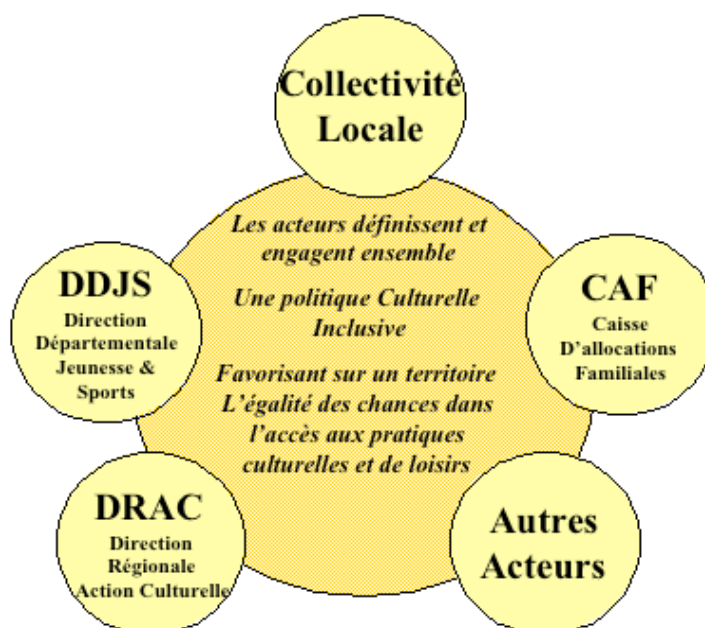 Collectivité
Locale
Les acteurs définissent et
engagent ensemble
Une politique Culturelle
Inclusive
Favorisant sur un territoire
L'égalité des chances dans
l'accès aux pratiques
culturelles et de loisirs
DDJS
Direction
Départementale
Jeunesse &
Sports
CAF
Caisse
D'allocations
Familiales
DRAC
Direction
Régionale
Action Culturelle
Autres
Acteurs